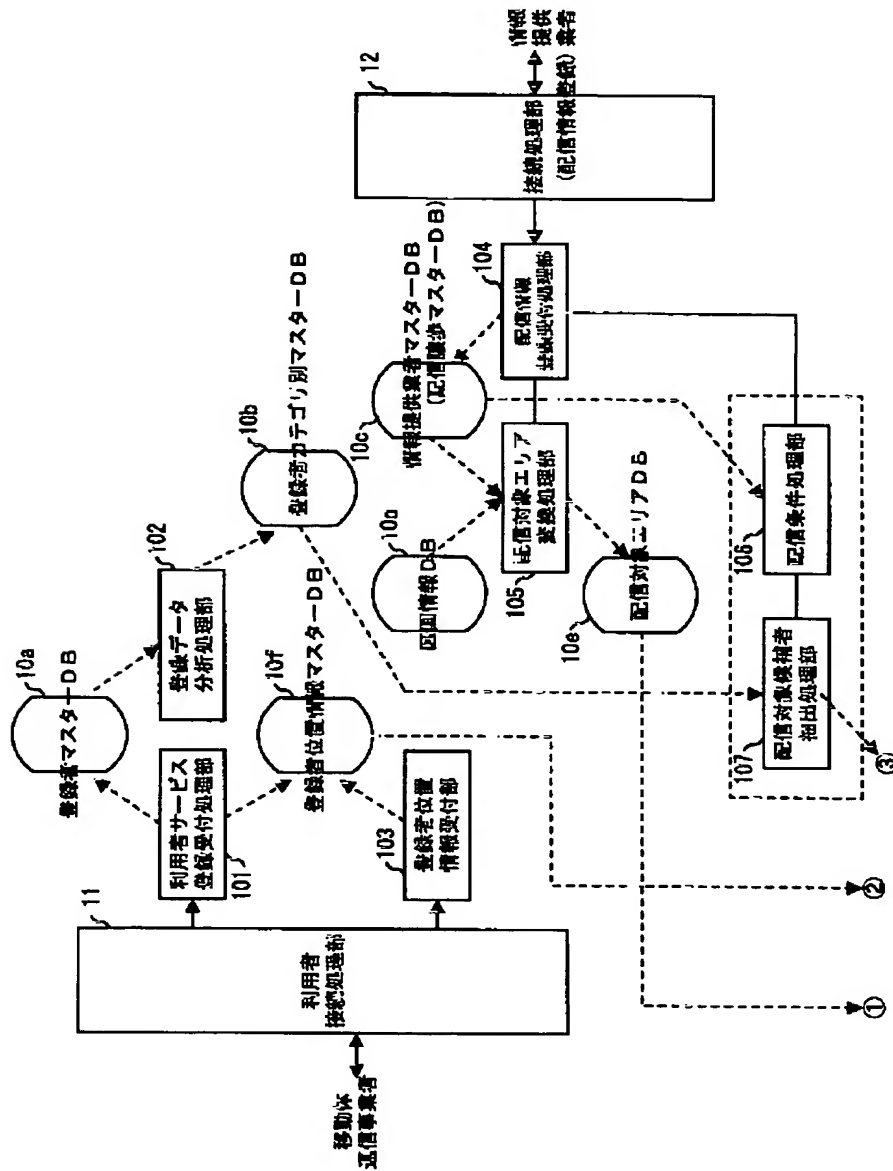 移動体
通信事業者
11
利用者
接続処理部
利用者サービス
登録受付処理部
101
登録者位置
情報受付部
103
10a
登録者マスターDB
10f
登録者位置情報マスターDB
102
登録データ
分析処理部
10b
登録者カテゴリ別マスターDB
10c
情報提供業者マスターDB
(配信譲歩マスターDB)
区画情報DB
配信対象エリア
変換処理部
105
10e
配信対象エリアDB
104
配信情報
登録受付処理部
12
接続処理部
(配信情報登録)
情報
提供
業者
106
配信条件処理部
107
配信対象候補者
抽出処理部
①
②
③